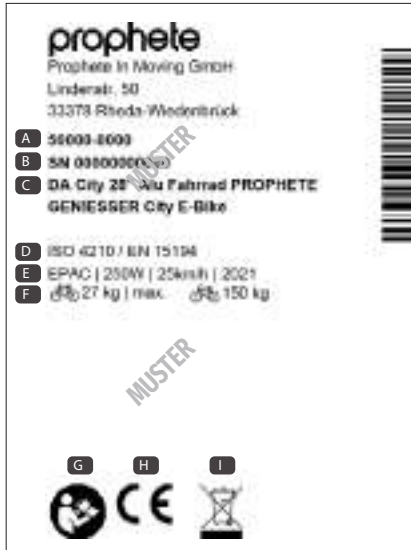 prophete
Prophete In Moving GmbH
Lindenstr. 50
33378 Rheda-Wiedenbrück
A 50000-0000
B SN 00000000
C DA City 28" Alu Fahrrad PROPHETE
GENIESSER City E-Bike
MUSTER
D ISO 4210 / EN 15194
E EPAC | 250W | 25km/h | 2021
F 27 kg | max. 150 kg
MUSTER
G H I
CE